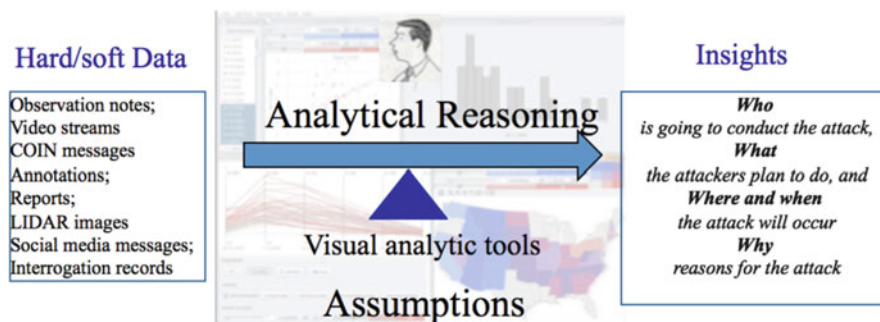 Hard/soft Data
Observation notes;
Video streams
COIN messages
Annotations;
Reports;
LIDAR images
Social media messages;
Interrogation records
Analytical Reasoning
Visual analytic tools
Assumptions
Insights
Who
is going to conduct the attack,
What
the attackers plan to do, and
Where and when
the attack will occur
Why
reasons for the attack